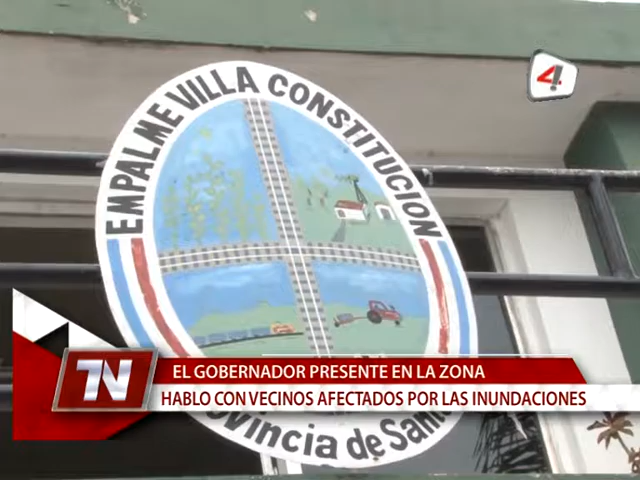 4
EMPALME VILLA CONSTITUCION
TN
EL GOBERNADOR PRESENTE EN LA ZONA
HABLO CON VECINOS AFECTADOS POR LAS INUNDACIONES
ovincia de San